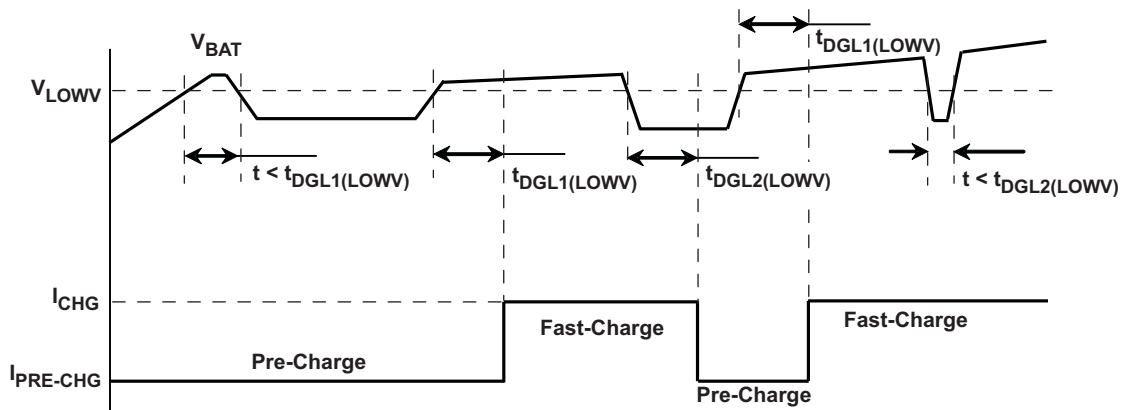 t_DGL1(LOWV)
V_BAT
V_LOWV
t < t_DGL1(LOWV)
t_DGL1(LOWV)
t_DGL2(LOWV)
t < t_DGL2(LOWV)
I_CHG
Fast-Charge
Fast-Charge
Pre-Charge
I_PRE-CHG
Pre-Charge